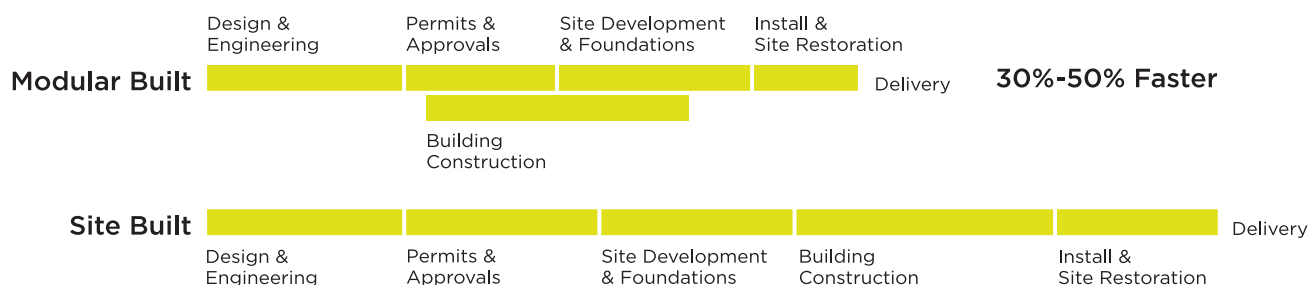 Design &
Engineering
Permits &
Approvals
Site Development
& Foundations
Install &
Site Restoration
Modular Built
Delivery
30%-50% Faster
Building
Construction
Site Built
Delivery
Design &
Engineering
Permits &
Approvals
Site Development
& Foundations
Building
Construction
Install &
Site Restoration